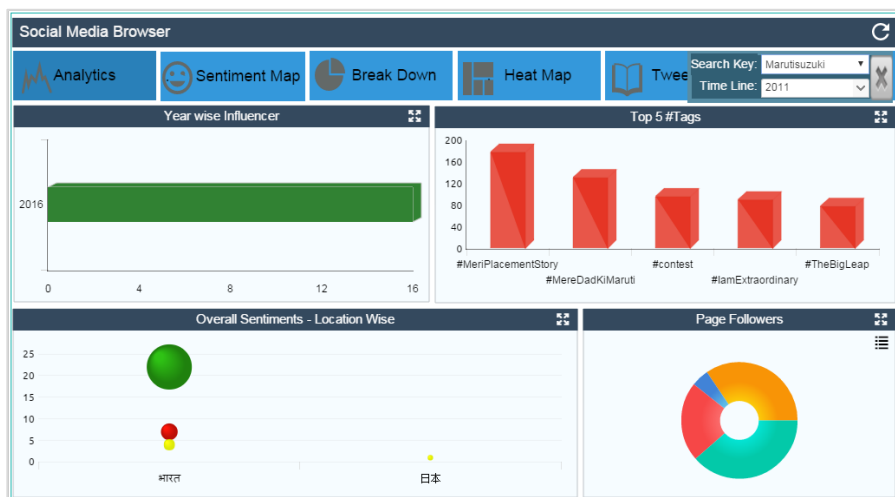 Social Media Browser
Analytics
Sentiment Map
Break Down
Heat Map
Search Key: Marutisuzuki
Time Line: 2011
Year wise Influencer
2016
0 4 8 12 16
Top 5 #Tags
200
160
120
80
40
0
#MeriPlacementStory #contest #TheBigLeap
#MereDadKiMaruti #IamExtraordinary
Overall Sentiments - Location Wise
25
20
15
10
5
0
भारत 日本
Page Followers